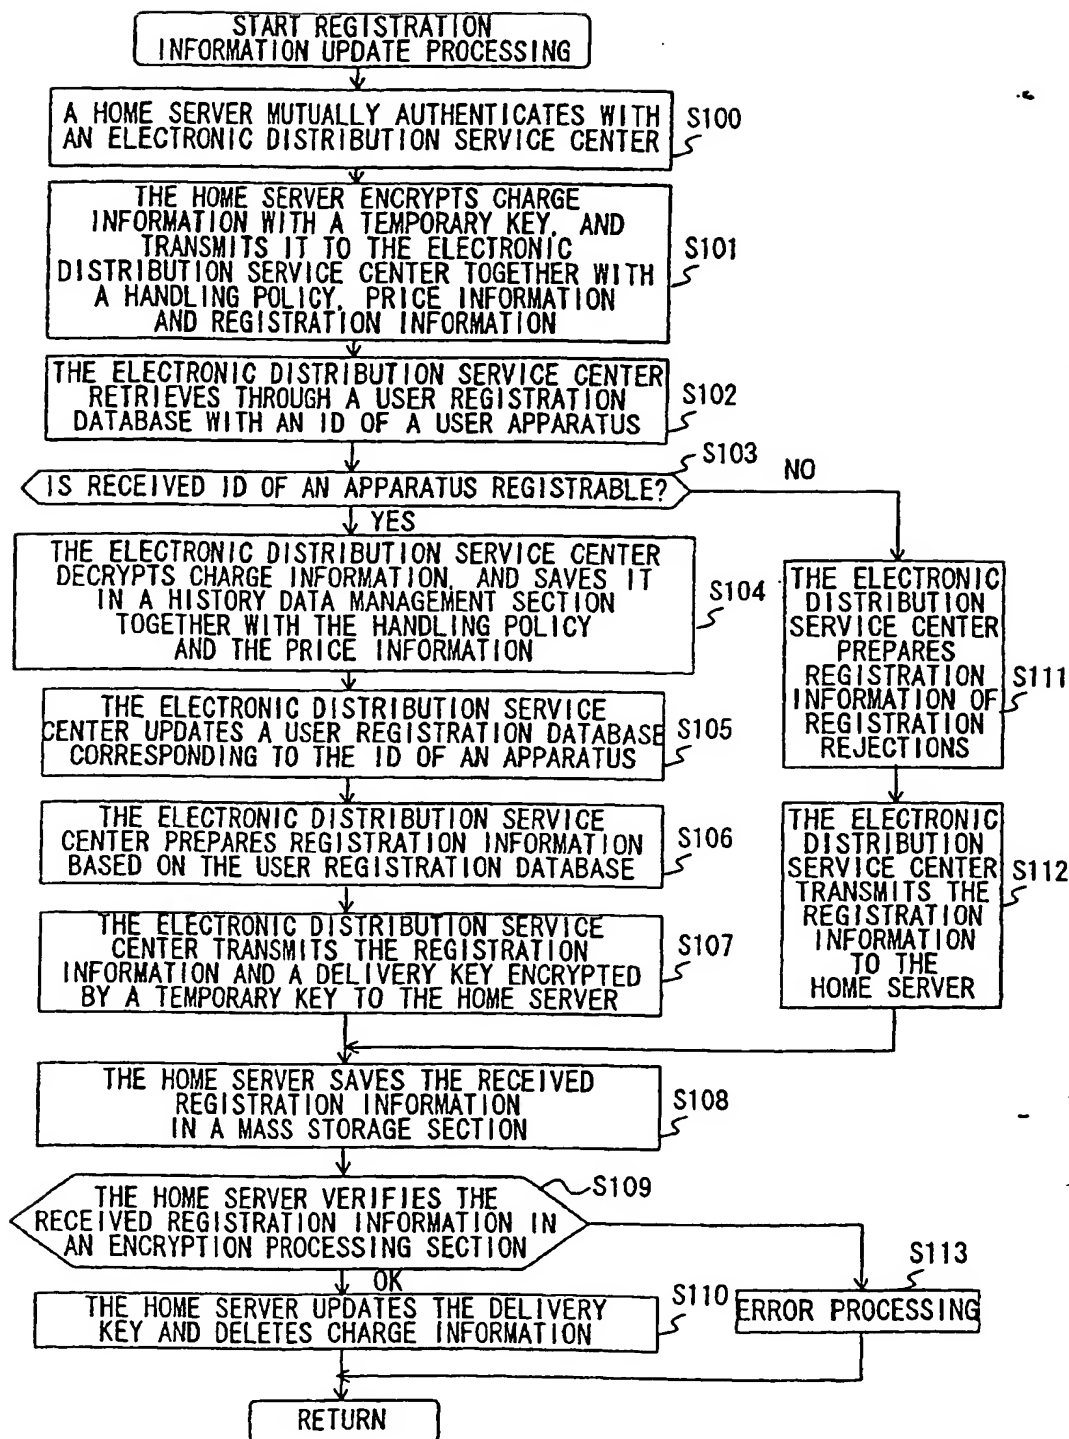 START REGISTRATION
INFORMATION UPDATE PROCESSING
A HOME SERVER MUTUALLY AUTHENTICATES WITH
AN ELECTRONIC DISTRIBUTION SERVICE CENTER
S100
THE HOME SERVER ENCRYPTS CHARGE
INFORMATION WITH A TEMPORARY KEY, AND
TRANSMITS IT TO THE ELECTRONIC
DISTRIBUTION SERVICE CENTER TOGETHER WITH
A HANDLING POLICY, PRICE INFORMATION
AND REGISTRATION INFORMATION
S101
THE ELECTRONIC DISTRIBUTION SERVICE CENTER
RETRIEVES THROUGH A USER REGISTRATION
DATABASE WITH AN ID OF A USER APPARATUS
S102
S103
IS RECEIVED ID OF AN APPARATUS REGISTRABLE?
NO
YES
THE ELECTRONIC DISTRIBUTION SERVICE CENTER
DECRYPTS CHARGE INFORMATION, AND SAVES IT
IN A HISTORY DATA MANAGEMENT SECTION
TOGETHER WITH THE HANDLING POLICY
AND THE PRICE INFORMATION
S104
THE ELECTRONIC DISTRIBUTION SERVICE
CENTER UPDATES A USER REGISTRATION DATABASE
CORRESPONDING TO THE ID OF AN APPARATUS
S105
THE ELECTRONIC DISTRIBUTION SERVICE
CENTER PREPARES REGISTRATION INFORMATION
BASED ON THE USER REGISTRATION DATABASE
S106
THE ELECTRONIC DISTRIBUTION SERVICE
CENTER TRANSMITS THE REGISTRATION
INFORMATION AND A DELIVERY KEY ENCRYPTED
BY A TEMPORARY KEY TO THE HOME SERVER
S107
THE ELECTRONIC
DISTRIBUTION
SERVICE CENTER
PREPARES
REGISTRATION
INFORMATION OF
REGISTRATION
REJECTIONS
S111
THE ELECTRONIC
DISTRIBUTION
SERVICE CENTER
TRANSMITS THE
REGISTRATION
INFORMATION
TO THE
HOME SERVER
S112
THE HOME SERVER SAVES THE RECEIVED
REGISTRATION INFORMATION
IN A MASS STORAGE SECTION
S108
THE HOME SERVER VERIFIES THE
RECEIVED REGISTRATION INFORMATION IN
AN ENCRYPTION PROCESSING SECTION
S109
OK
THE HOME SERVER UPDATES THE DELIVERY
KEY AND DELETES CHARGE INFORMATION
S110
S113
ERROR PROCESSING
RETURN